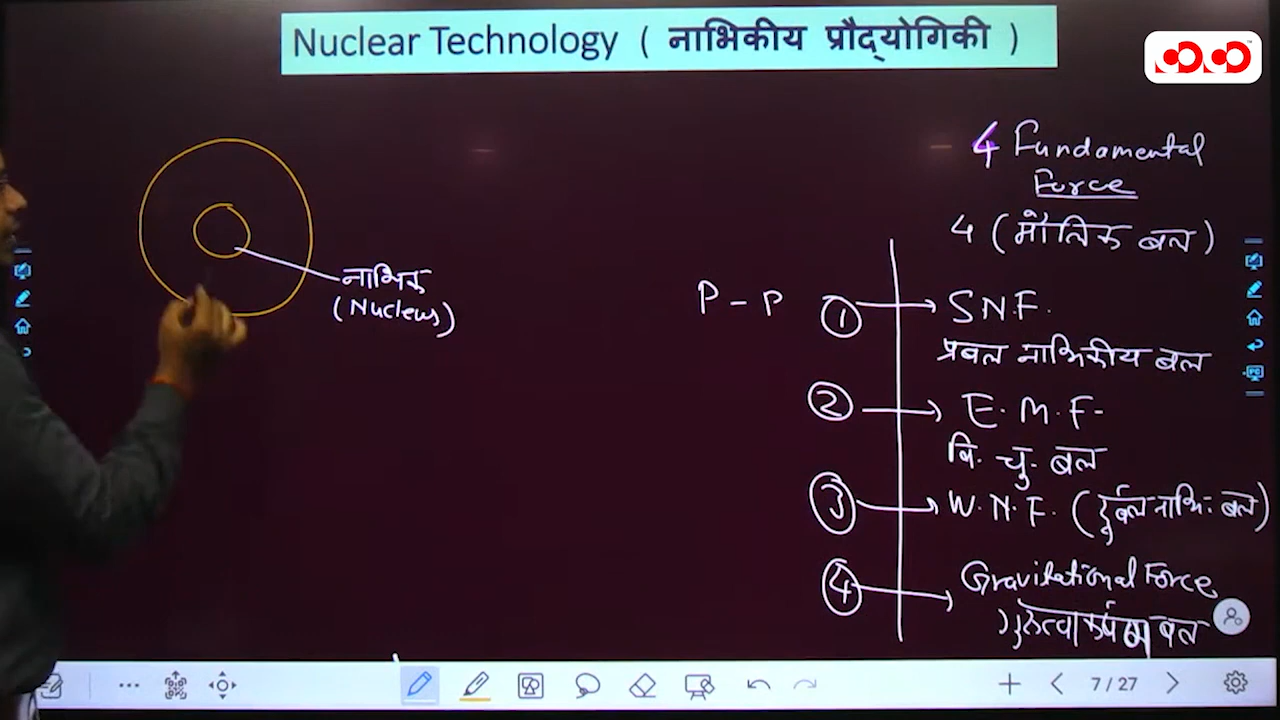 Nuclear Technology ( नाभिकीय प्रौद्योगिकी )
4 Fundamental
Force
4 (मौलिक बल)
नाभिक
(Nucleus)
P - P
① S.N.F.
प्रबल नाभिकीय बल
② E.M.F.
वि. चु. बल
③ W.N.F. (दुर्बल नाभि. बल)
④ Gravitational Force
गुरुत्वाकर्षण बल
7 / 27